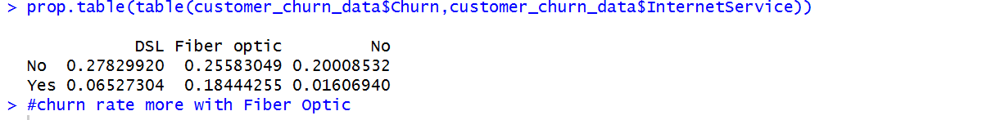 > prop.table(table(customer_churn_data$Churn,customer_churn_data$InternetService))
DSL Fiber optic No
No 0.27829920 0.25583049 0.20008532
Yes 0.06527304 0.18444255 0.01606940
> #churn rate more with Fiber Optic